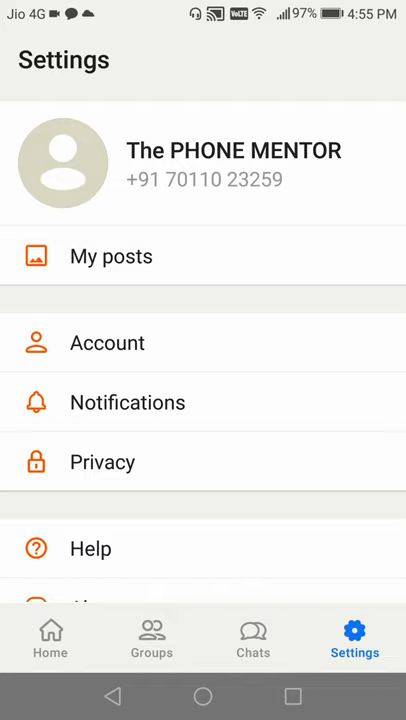 Jio 4G VoLTE 97% 4:55 PM
Settings
The PHONE MENTOR
+91 70110 23259
My posts
Account
Notifications
Privacy
Help
Home Groups Chats Settings